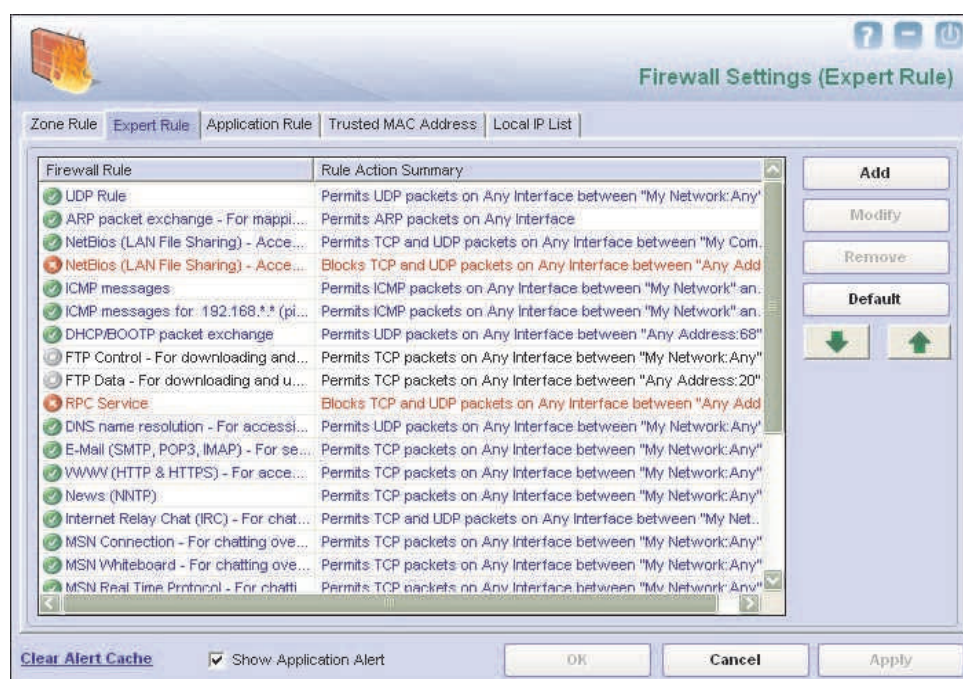 Firewall Settings (Expert Rule)
Zone Rule Expert Rule Application Rule Trusted MAC Address Local IP List
Firewall Rule Rule Action Summary
UDP Rule Permits UDP packets on Any Interface between "My Network:Any"
ARP packet exchange - For mappi.... Permits ARP packets on Any Interface
NetBios (LAN File Sharing) - Acce... Permits TCP and UDP packets on Any Interface between "My Com.
NetBios (LAN File Sharing) - Acce... Blocks TCP and UDP packets on Any Interface between "Any Add
ICMP messages Permits ICMP packets on Any Interface between "My Network" an.
ICMP messages for 192.168.*.* (pi... Permits ICMP packets on Any Interface between "My Network" an.
DHCP/BOOTP packet exchange Permits UDP packets on Any Interface between "Any Address:68"
FTP Control - For downloading and... Permits TCP packets on Any Interface between "My Network:Any"
FTP Data - For downloading and u... Permits TCP packets on Any Interface between "Any Address:20"
RPC Service Blocks TCP and UDP packets on Any Interface between "Any Add
DNS name resolution - For accessi... Permits UDP packets on Any Interface between "My Network:Any"
E-Mail (SMTP, POP3, IMAP) - For se... Permits TCP packets on Any Interface between "My Network:Any"
WWW (HTTP & HTTPS) - For acce... Permits TCP packets on Any Interface between "My Network:Any"
News (NNTP) Permits TCP packets on Any Interface between "My Network:Any"
Internet Relay Chat (IRC) - For chat... Permits TCP and UDP packets on Any Interface between "My Net..
MSN Connection - For chatting ove... Permits TCP packets on Any Interface between "My Network:Any"
MSN Whiteboard - For chatting ove... Permits TCP packets on Any Interface between "My Network:Any"
MSN Real Time Protocol - For chatti Permits TCP packets on Any Interface between "My Network:Any"
Add
Modify
Remove
Default
Clear Alert Cache Show Application Alert OK Cancel Apply